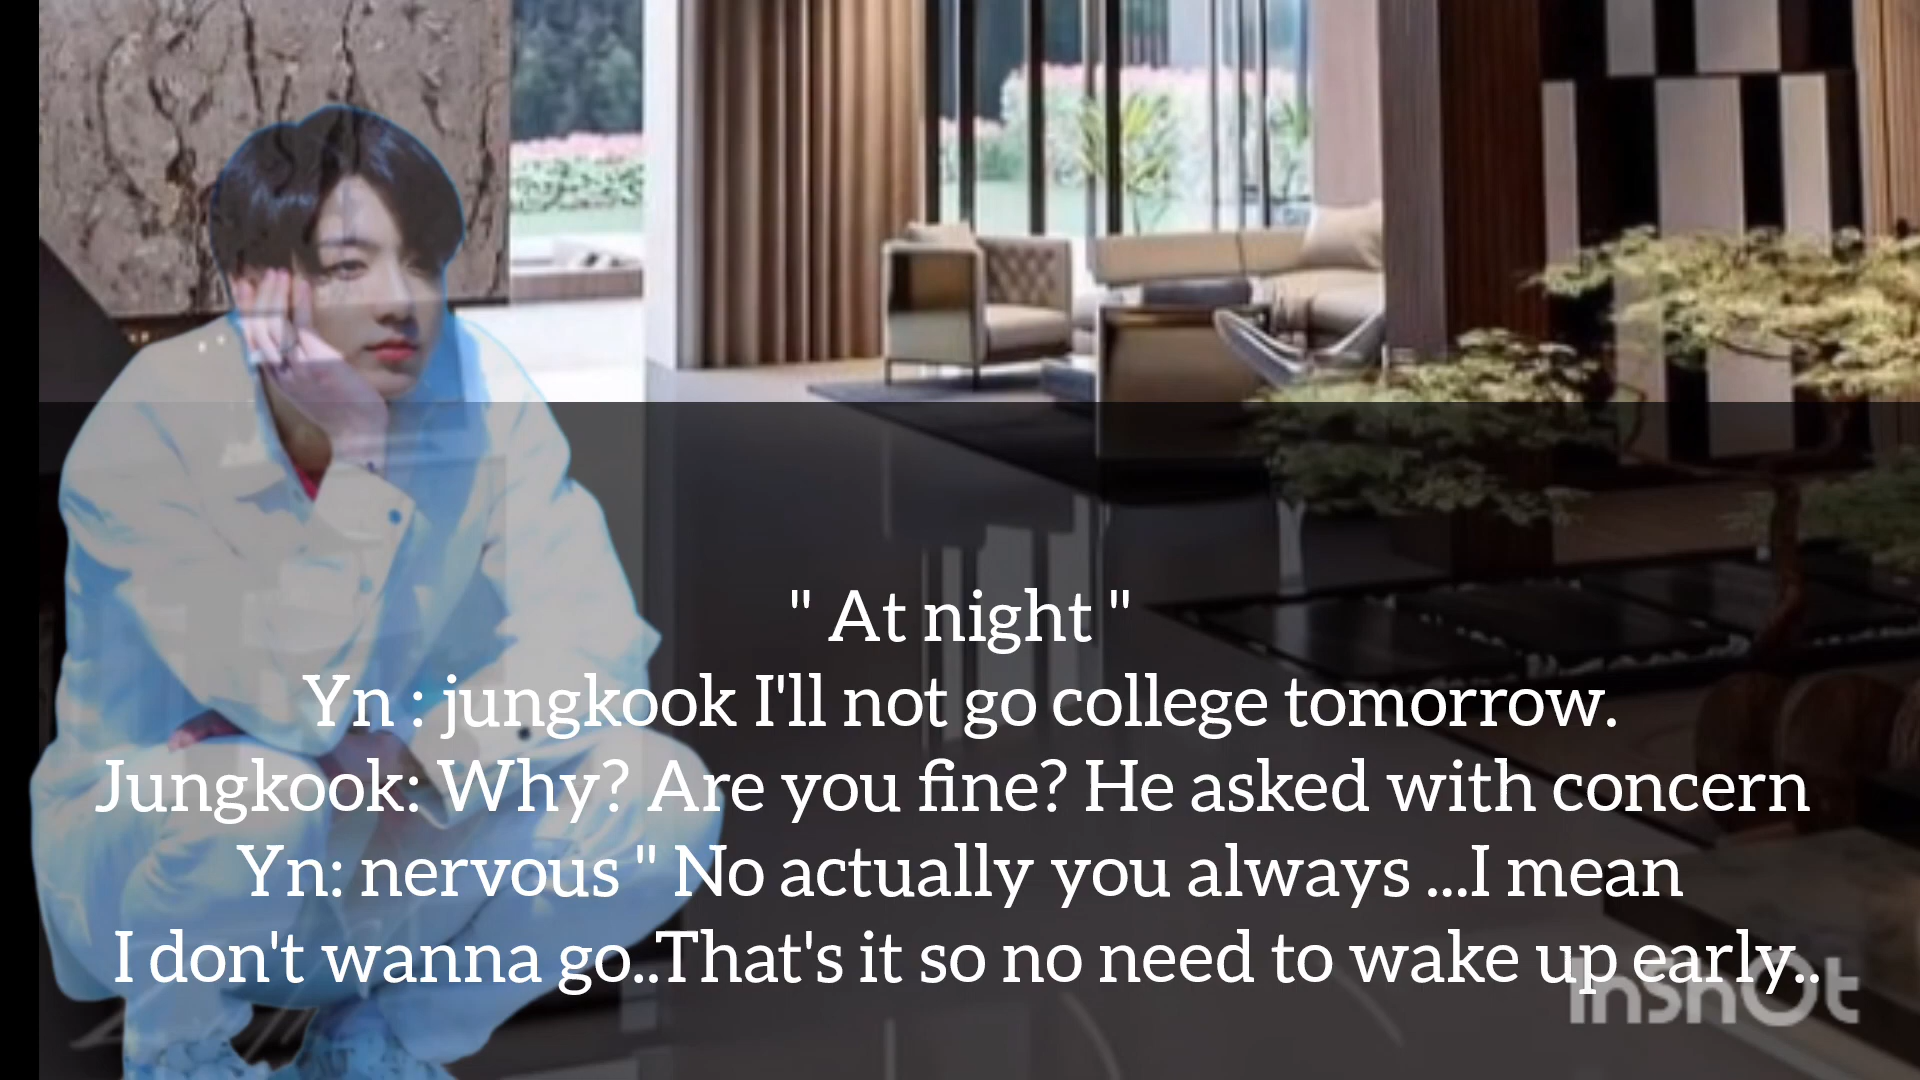 " At night "
Yn : jungkook I'll not go college tomorrow.
Jungkook: Why? Are you fine? He asked with concern
Yn: nervous " No actually you always ...I mean
I don't wanna go..That's it so no need to wake up early..
InShOt